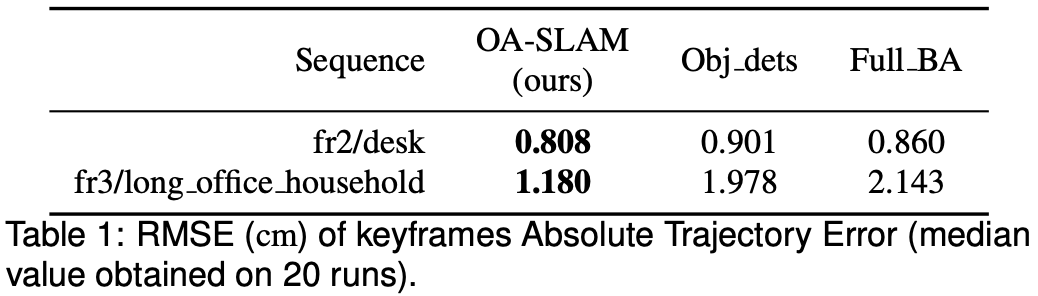 Sequence OA-SLAM (ours) Obj_dets Full_BA
fr2/desk 0.808 0.901 0.860
fr3/long_office_household 1.180 1.978 2.143
Table 1: RMSE (cm) of keyframes Absolute Trajectory Error (median
value obtained on 20 runs).